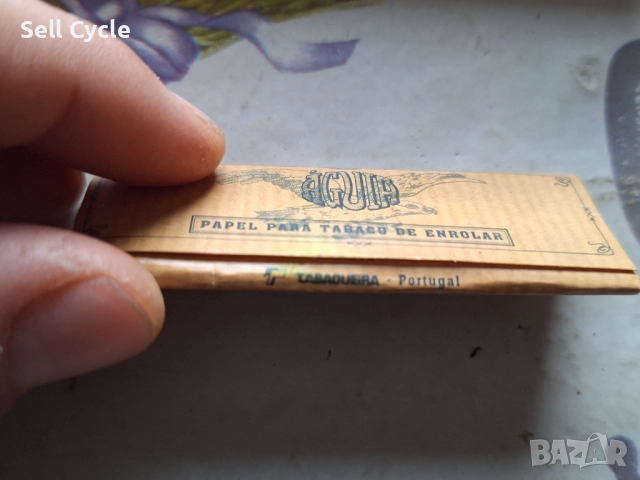 Sell Cycle
ÁGUIA
PAPEL PARA TABACO DE ENROLAR
TABAQUEIRA - Portugal
BAZAR